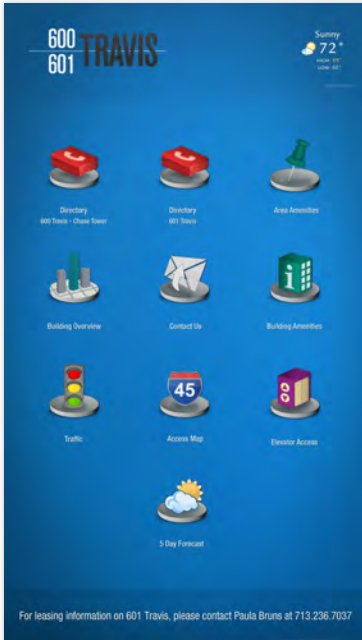 600
601
TRAVIS
Sunny
72°
Directory
600 Travis - Chase Tower
Directory
601 Travis
Area Amenities
Building Overview
Contact Us
i
Building Amenities
Traffic
45
Access Map
Elevator Access
5 Day Forecast
For leasing information on 601 Travis, please contact Paula Bruns at 713.236.7037